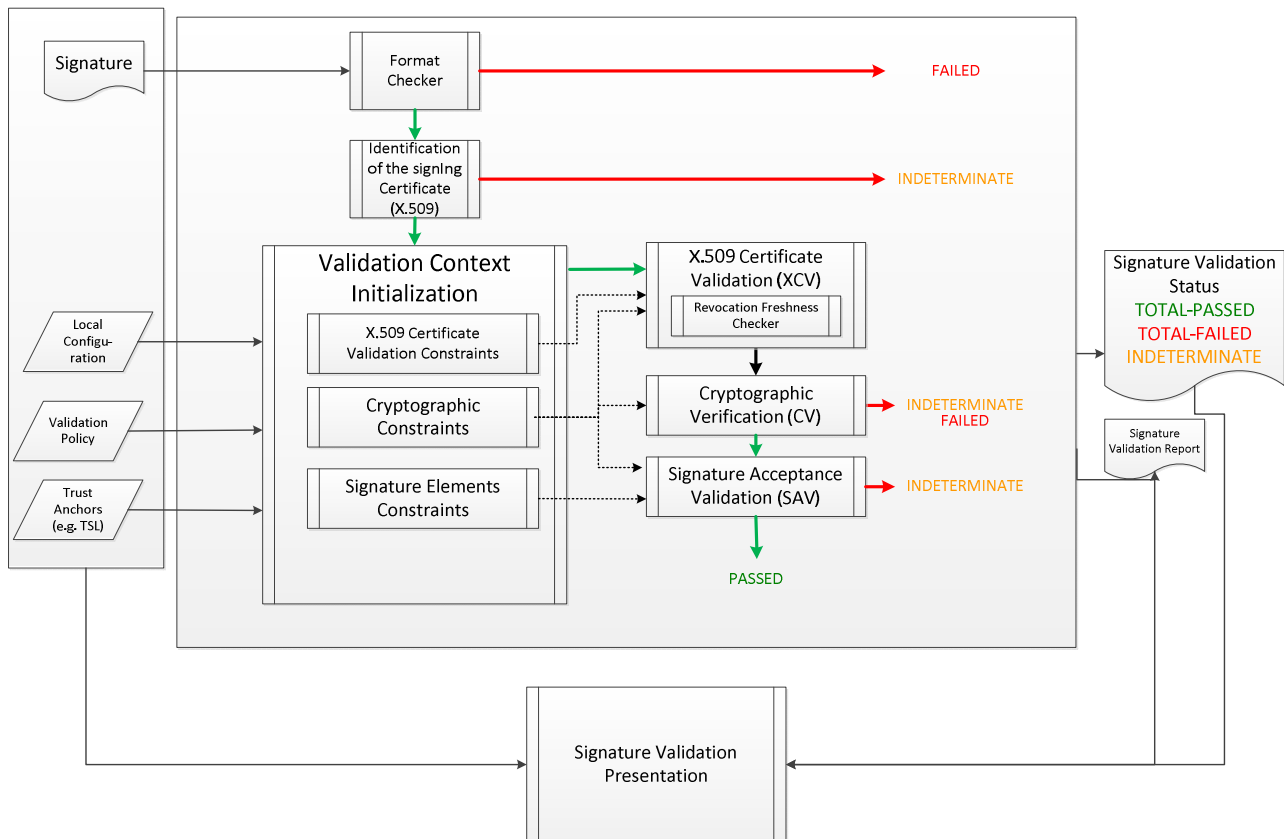 Signature
Format
Checker
FAILED
Identification
of the signIng
Certificate
(X.509)
INDETERMINATE
Validation Context
Initialization
X.509 Certificate
Validation Constraints
Cryptographic
Constraints
Signature Elements
Constraints
Local
Configu-
ration
Validation
Policy
Trust
Anchors
(e.g. TSL)
X.509 Certificate
Validation (XCV)
Revocation Freshness
Checker
Cryptographic
Verification (CV)
INDETERMINATE
FAILED
Signature Acceptance
Validation (SAV)
INDETERMINATE
PASSED
Signature Validation
Status
TOTAL-PASSED
TOTAL-FAILED
INDETERMINATE
Signature
Validation Report
Signature Validation
Presentation